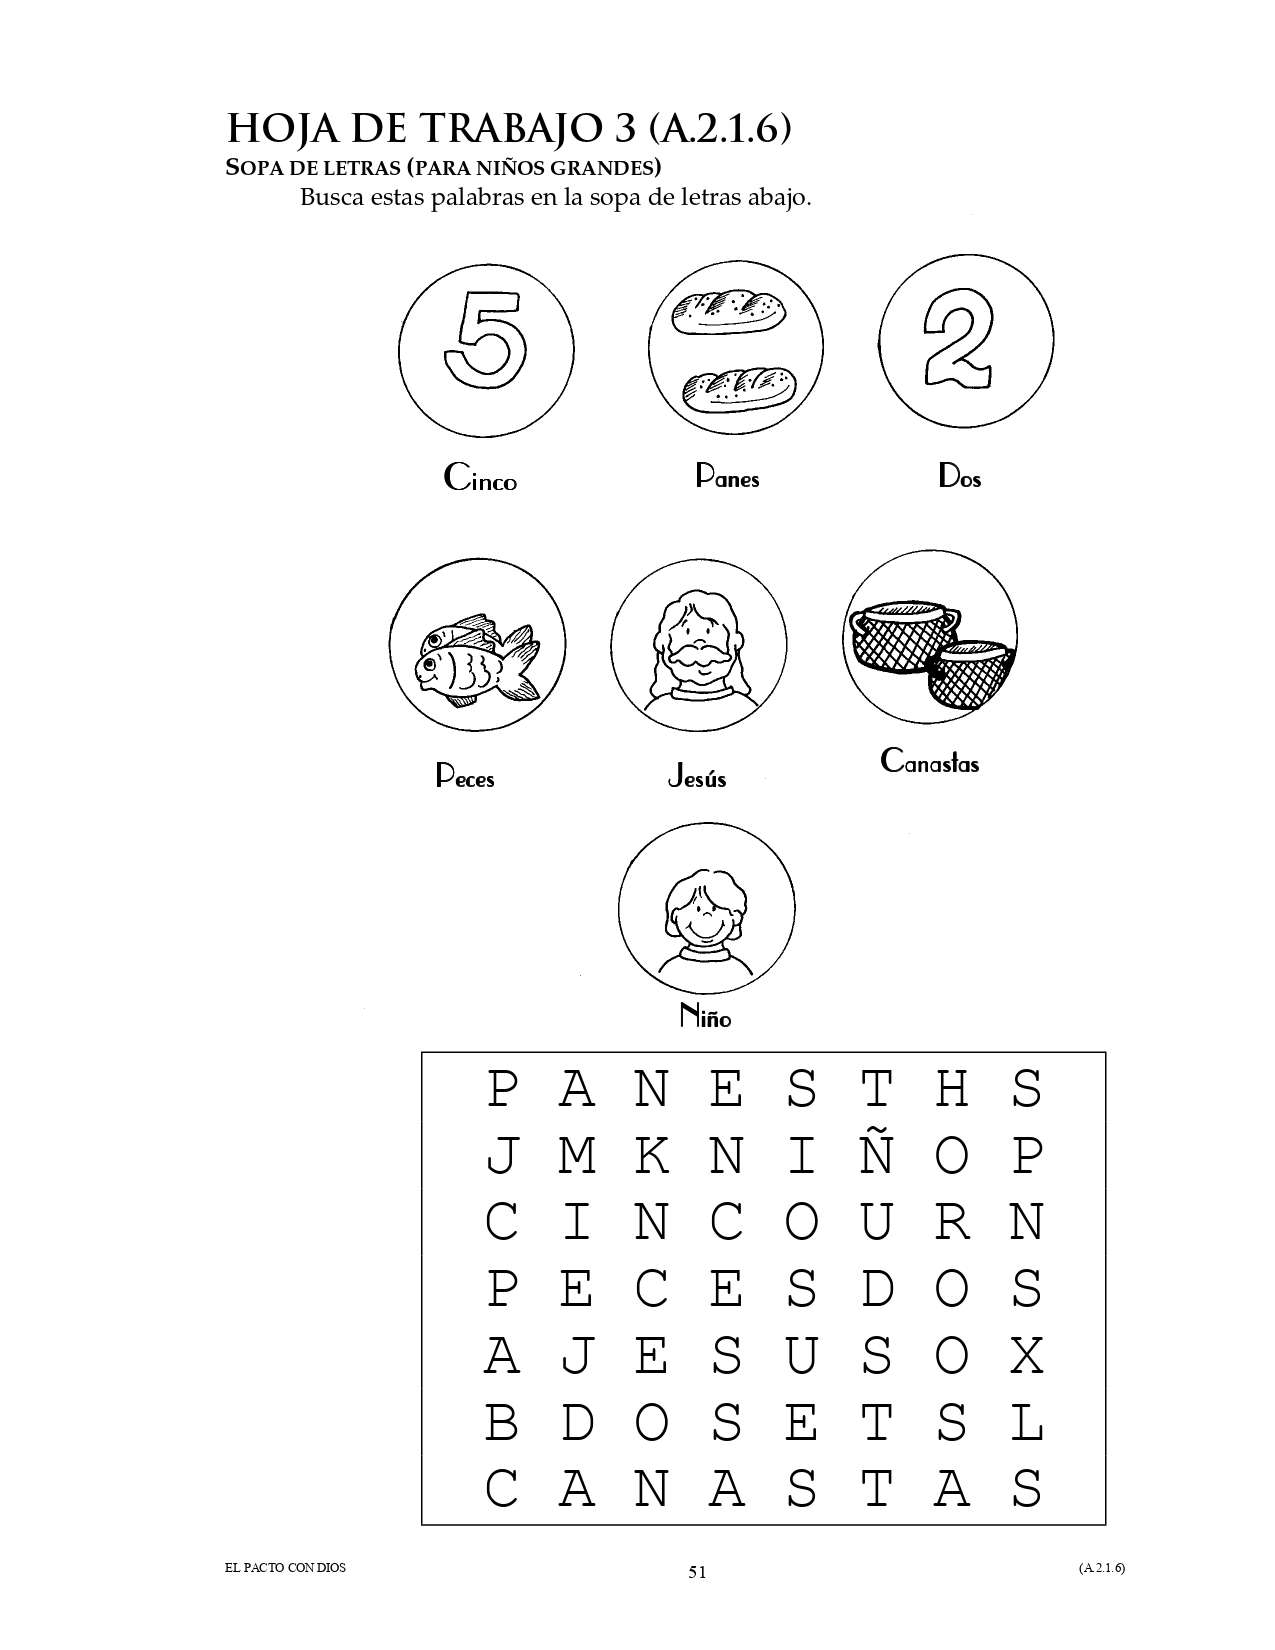 HOJA DE TRABAJO 3 (A.2.1.6)
SOPA DE LETRAS (PARA NIÑOS GRANDES)
Busca estas palabras en la sopa de letras abajo.
5 2
Cinco Panes Dos
Peces Jesús Canastas
Niño
P A N E S T H S
J M K N I Ñ O P
C I N C O U R N
P E C E S D O S
A J E S U S O X
B D O S E T S L
C A N A S T A S
EL PACTO CON DIOS 51 (A.2.1.6)